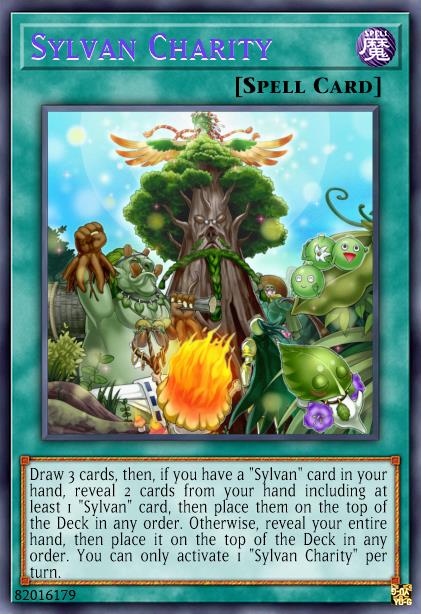 Sylvan Charity
SPELL
魔
[Spell Card]
Draw 3 cards, then, if you have a "Sylvan" card in your
hand, reveal 2 cards from your hand including at
least 1 "Sylvan" card, then place them on the top of
the Deck in any order. Otherwise, reveal your entire
hand, then place it on the top of the Deck in any
order. You can only activate 1 "Sylvan Charity" per
turn.
82016179